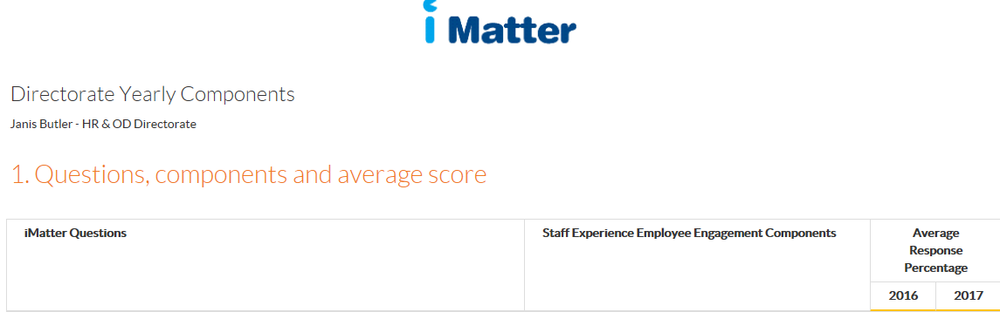 i Matter
Directorate Yearly Components
Janis Butler - HR & OD Directorate
1. Questions, components and average score
iMatter Questions
Staff Experience Employee Engagement Components
Average
Response
Percentage
2016
2017